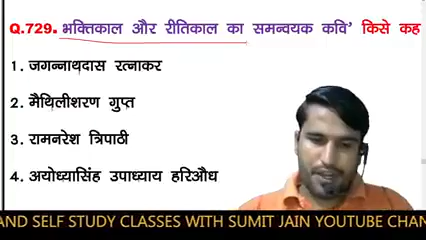 Q.729. भक्तिकाल और रीतिकाल का समन्वयक कवि’ किसे कह
1. जगन्नाथदास रत्नाकर
2. मैथिलीशरण गुप्त
3. रामनरेश त्रिपाठी
4. अयोध्यासिंह उपाध्याय हरिऔध
AND SELF STUDY CLASSES WITH SUMIT JAIN YOUTUBE CHAN